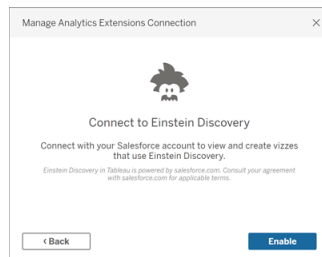 Manage Analytics Extensions Connection
Connect to Einstein Discovery
Connect with your Salesforce account to view and create vizzes
that use Einstein Discovery.
Einstein Discovery in Tableau is powered by salesforce.com. Consult your agreement
with salesforce.com for applicable terms.
‹ Back
Enable